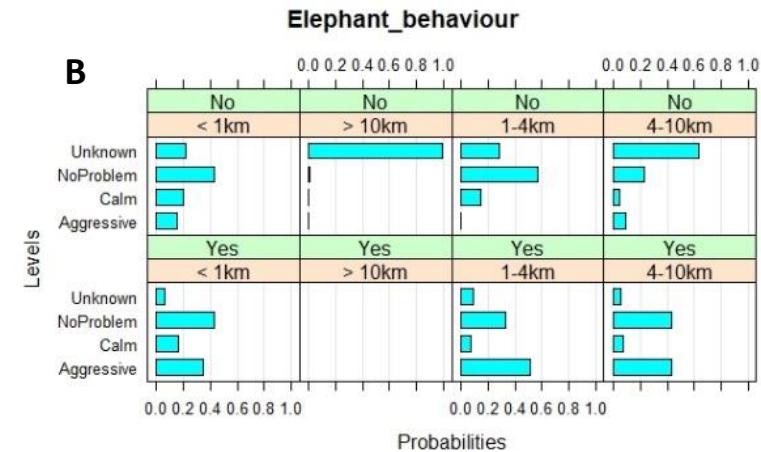 Elephant_behaviour
B
0.0 0.2 0.4 0.6 0.8 1.0 0.0 0.2 0.4 0.6 0.8 1.0
No No No No
< 1km > 10km 1-4km 4-10km
Unknown
NoProblem
Calm
Aggressive
Levels
Yes Yes Yes Yes
< 1km > 10km 1-4km 4-10km
Unknown
NoProblem
Calm
Aggressive
0.0 0.2 0.4 0.6 0.8 1.0 0.0 0.2 0.4 0.6 0.8 1.0
Probabilities